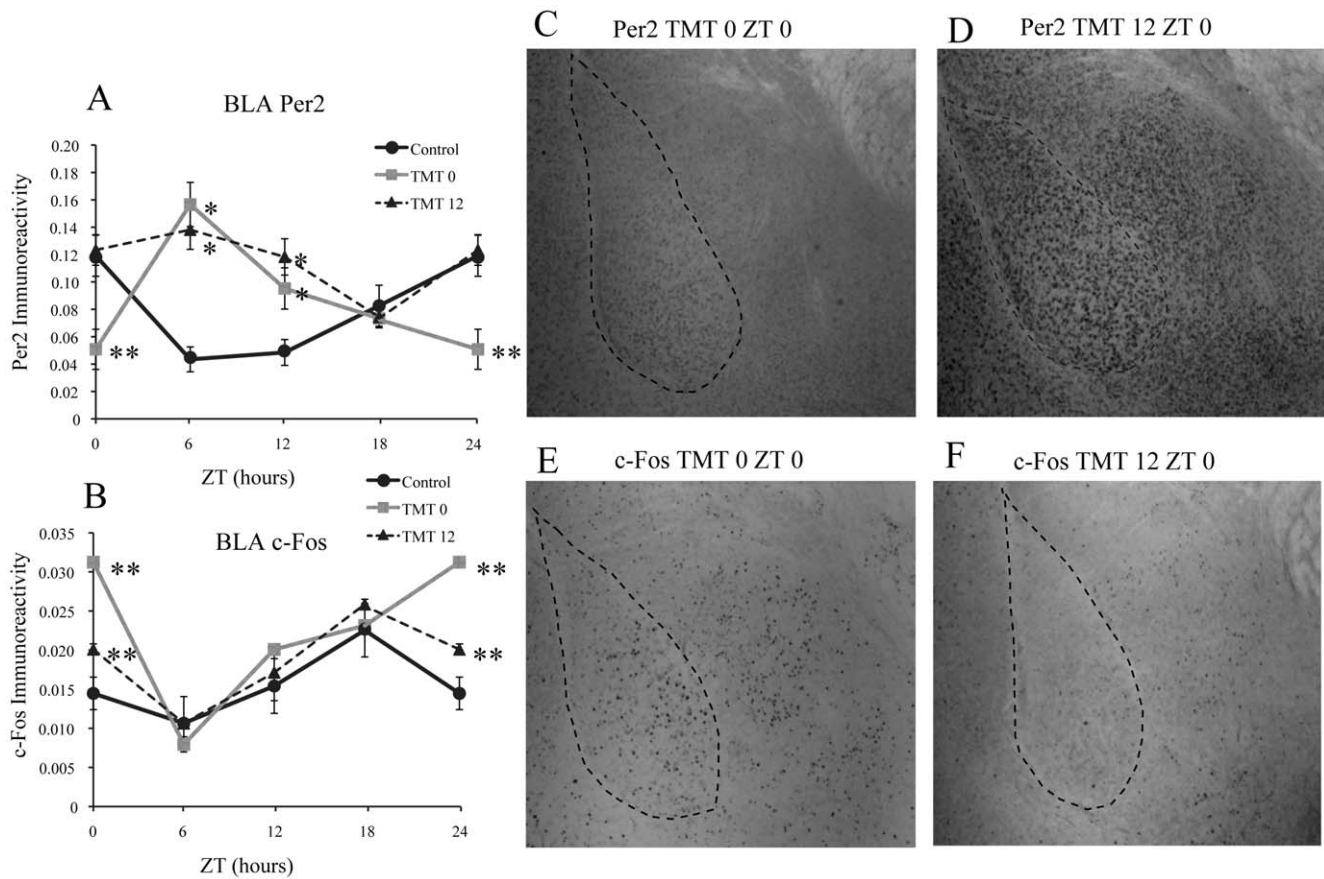 A
BLA Per2
Per2 Immunoreactivity
0.20
0.18
0.16
0.14
0.12
0.10
0.08
0.06
0.04
0.02
0
Control
TMT 0
TMT 12
*
*
*
*
**
**
0
6
12
18
24
ZT (hours)
B
BLA c-Fos
c-Fos Immunoreactivity
0.035
0.030
0.025
0.020
0.015
0.010
0.005
0
Control
TMT 0
TMT 12
**
**
**
**
0
6
12
18
24
ZT (hours)
C
Per2 TMT 0 ZT 0
D
Per2 TMT 12 ZT 0
E
c-Fos TMT 0 ZT 0
F
c-Fos TMT 12 ZT 0